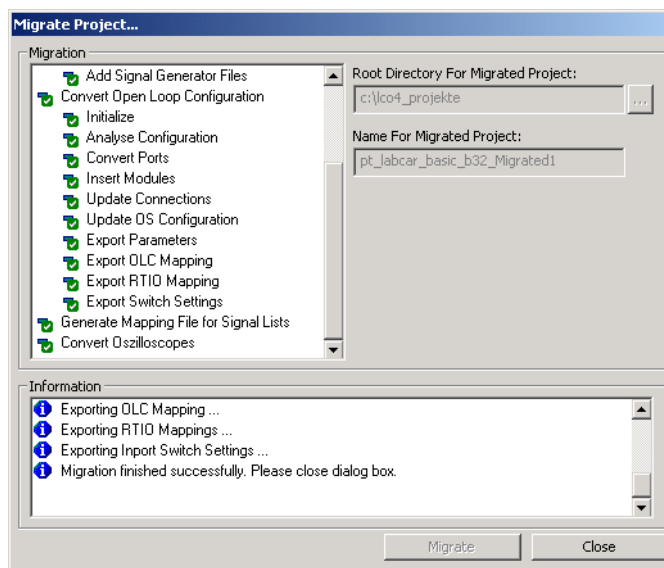 Migrate Project...
Migration
Add Signal Generator Files
Convert Open Loop Configuration
Initialize
Analyse Configuration
Convert Ports
Insert Modules
Update Connections
Update OS Configuration
Export Parameters
Export OLC Mapping
Export RTIO Mapping
Export Switch Settings
Generate Mapping File for Signal Lists
Convert Oszilloscopes
Root Directory For Migrated Project:
c:\lco4_projekte
...
Name For Migrated Project:
pt_labcar_basic_b32_Migrated1
Information
Exporting OLC Mapping ...
Exporting RTIO Mappings ...
Exporting Inport Switch Settings ...
Migration finished successfully. Please close dialog box.
Migrate
Close